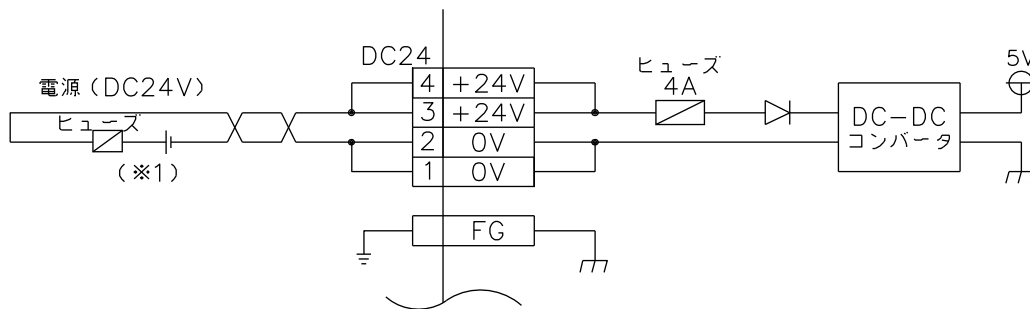 電源(DC24V)
ヒューズ
(※1)
DC24
4 +24V
3 +24V
2 0V
1 0V
FG
ヒューズ
4A
DC-DC
コンバータ
5V